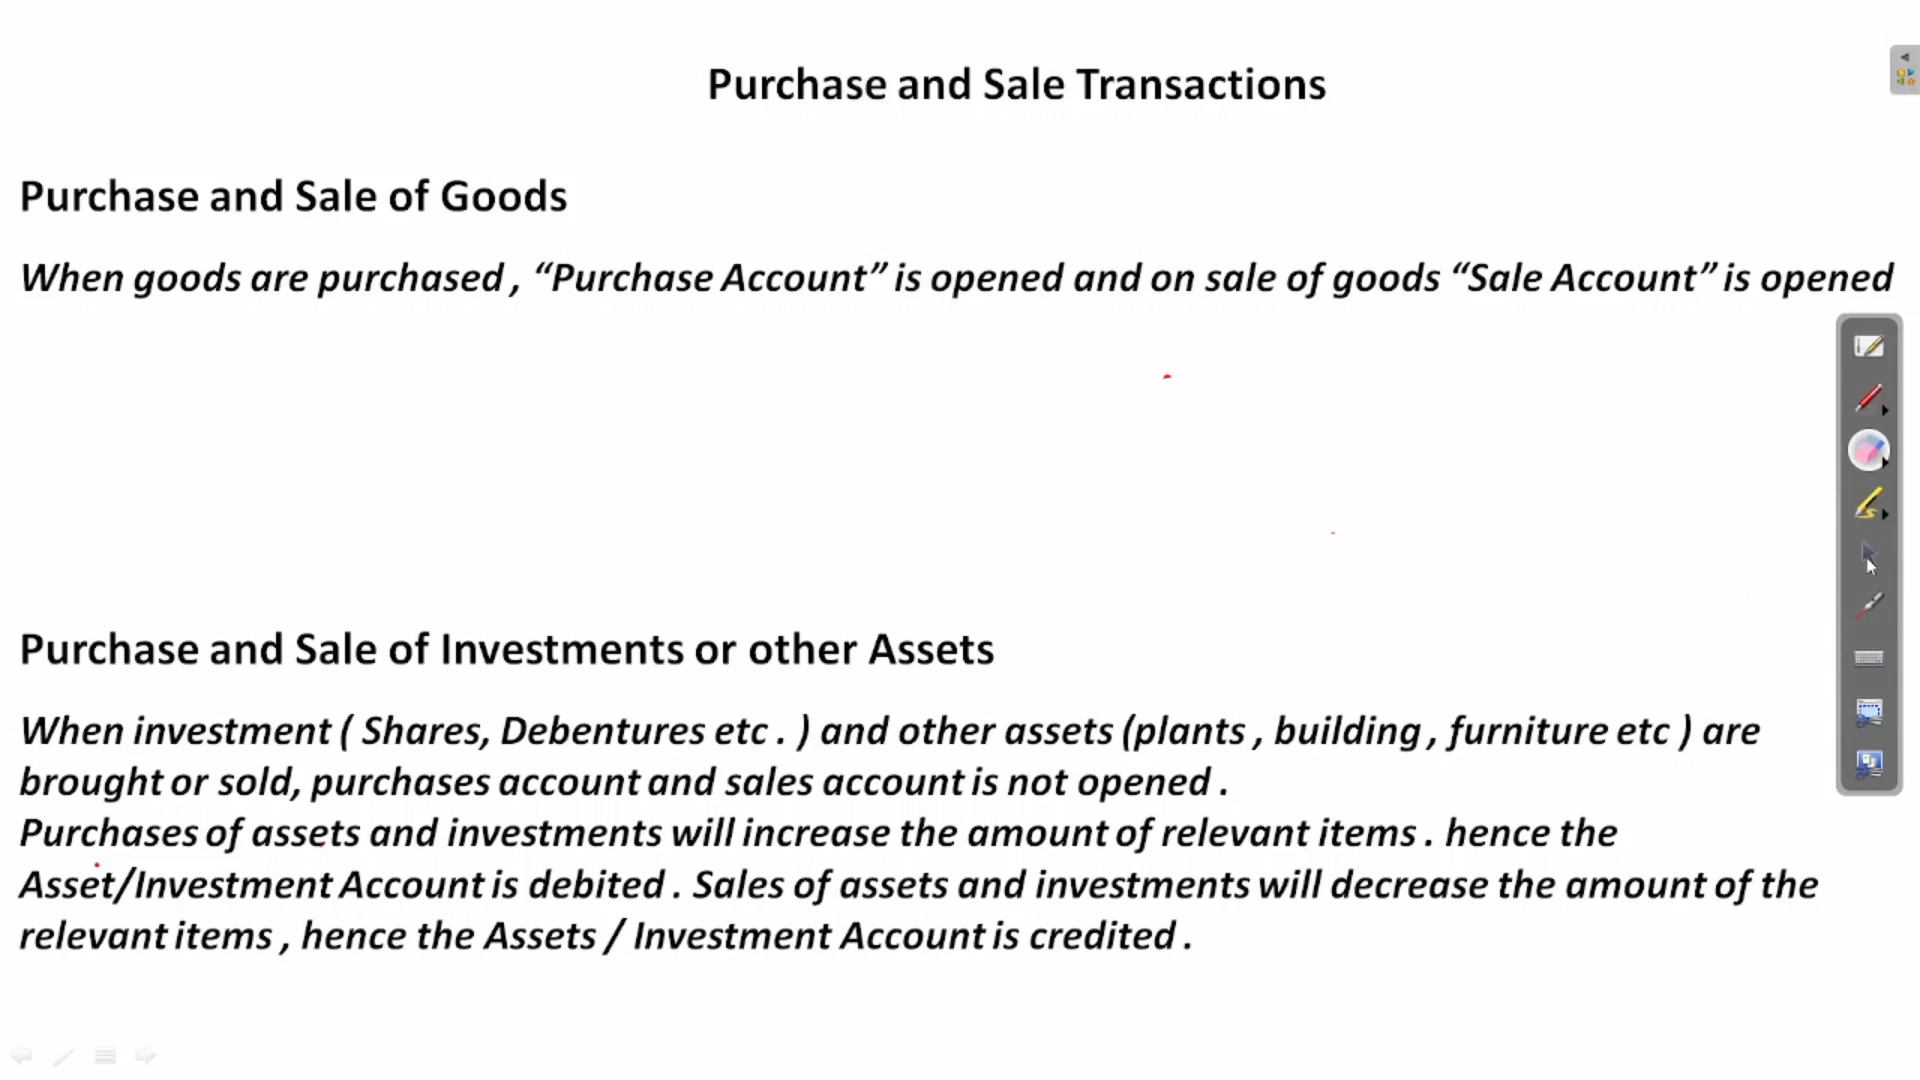 Purchase and Sale Transactions
Purchase and Sale of Goods
When goods are purchased , “Purchase Account” is opened and on sale of goods “Sale Account” is opened
Purchase and Sale of Investments or other Assets
When investment ( Shares, Debentures etc . ) and other assets (plants , building , furniture etc ) are
brought or sold, purchases account and sales account is not opened .
Purchases of assets and investments will increase the amount of relevant items . hence the
Asset/Investment Account is debited . Sales of assets and investments will decrease the amount of the
relevant items , hence the Assets / Investment Account is credited .